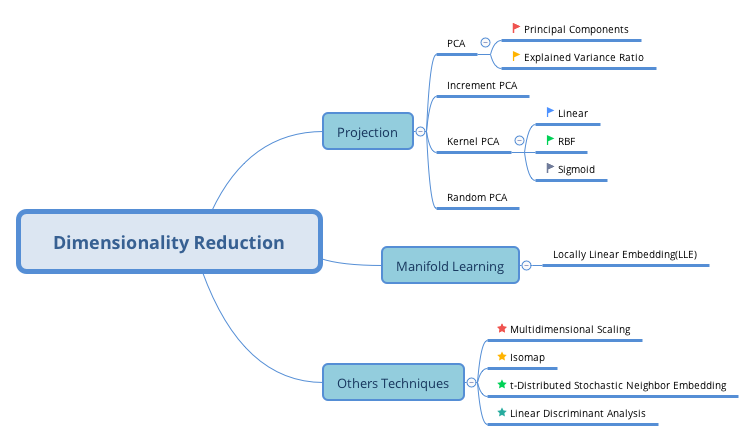 Dimensionality Reduction
Projection
PCA
Principal Components
Explained Variance Ratio
Increment PCA
Kernel PCA
Linear
RBF
Sigmoid
Random PCA
Manifold Learning
Locally Linear Embedding(LLE)
Others Techniques
Multidimensional Scaling
Isomap
t-Distributed Stochastic Neighbor Embedding
Linear Discriminant Analysis